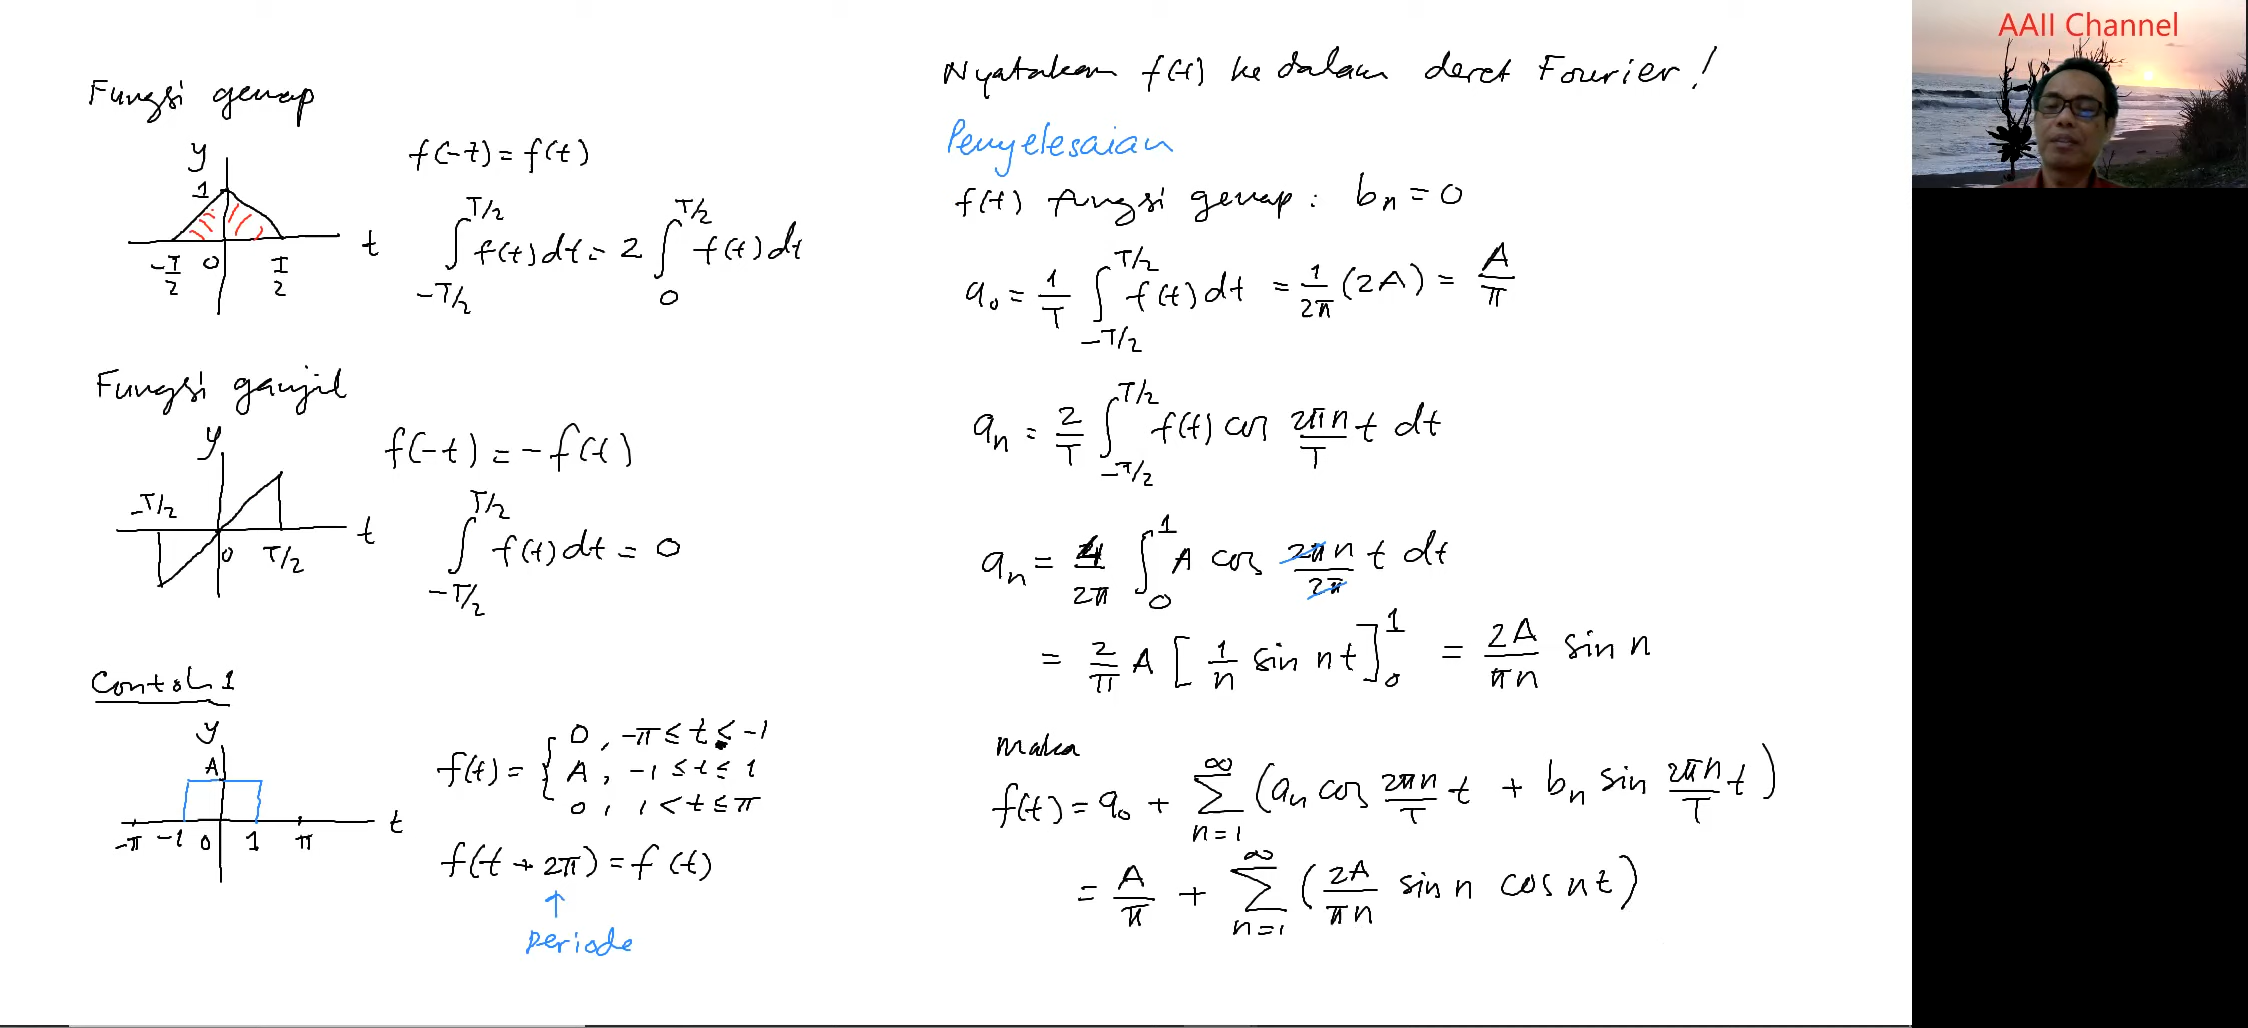 Fungsi genap
y
1
-T/2 0 T/2 t
f(-t) = f(t)
∫_{-T/2}^{T/2} f(t) dt = 2 ∫_0^{T/2} f(t) dt
Fungsi ganjil
y
-T/2 0 T/2 t
f(-t) = -f(t)
∫_{-T/2}^{T/2} f(t) dt = 0
Contoh 1
y
A
-π -1 0 1 π t
f(t) = { 0, -π ≤ t ≤ -1
A, -1 ≤ t ≤ 1
0, 1 < t ≤ π
f(t + 2π) = f(t)
↑
periode
Nyatakan f(t) ke dalam deret Fourier!
Penyelesaian
f(t) fungsi genap : b_n = 0
a_0 = 1/T ∫_{-T/2}^{T/2} f(t) dt = 1/2π (2A) = A/π
a_n = 2/T ∫_{-T/2}^{T/2} f(t) cos 2πn/T t dt
a_n = 4/2π ∫_0^1 A cos 2πn/2π t dt
= 2/π A [1/n sin nt]_0^1 = 2A/πn sin n
maka
f(t) = a_0 + ∑_{n=1}^∞ (a_n cos 2πn/T t + b_n sin 2πn/T t)
= A/π + ∑_{n=1}^∞ (2A/πn sin n cos nt)
AAII Channel